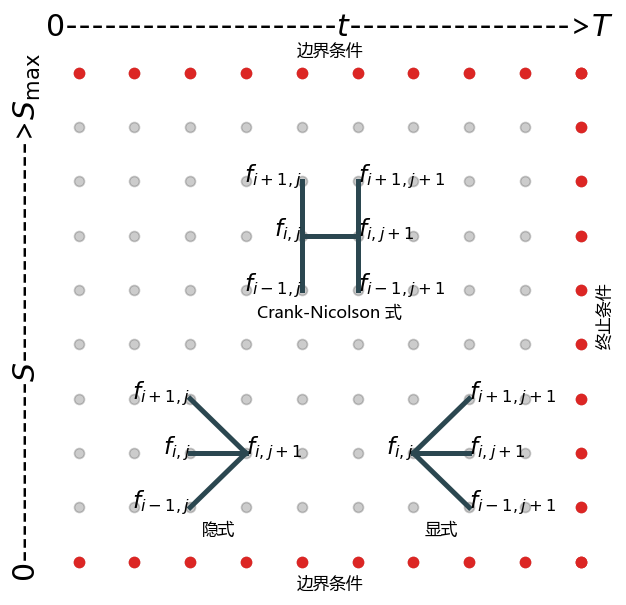 0-----------------------t------------------->T
边界条件
0---------------S-------------------->S_max
f_{i+1,j}
f_{i+1,j+1}
f_{i,j}
f_{i,j+1}
f_{i-1,j}
f_{i-1,j+1}
Crank-Nicolson 式
终止条件
f_{i+1,j}
f_{i,j}
f_{i,j+1}
f_{i-1,j}
隐式
f_{i+1,j+1}
f_{i,j}
f_{i,j+1}
f_{i-1,j+1}
显式
边界条件